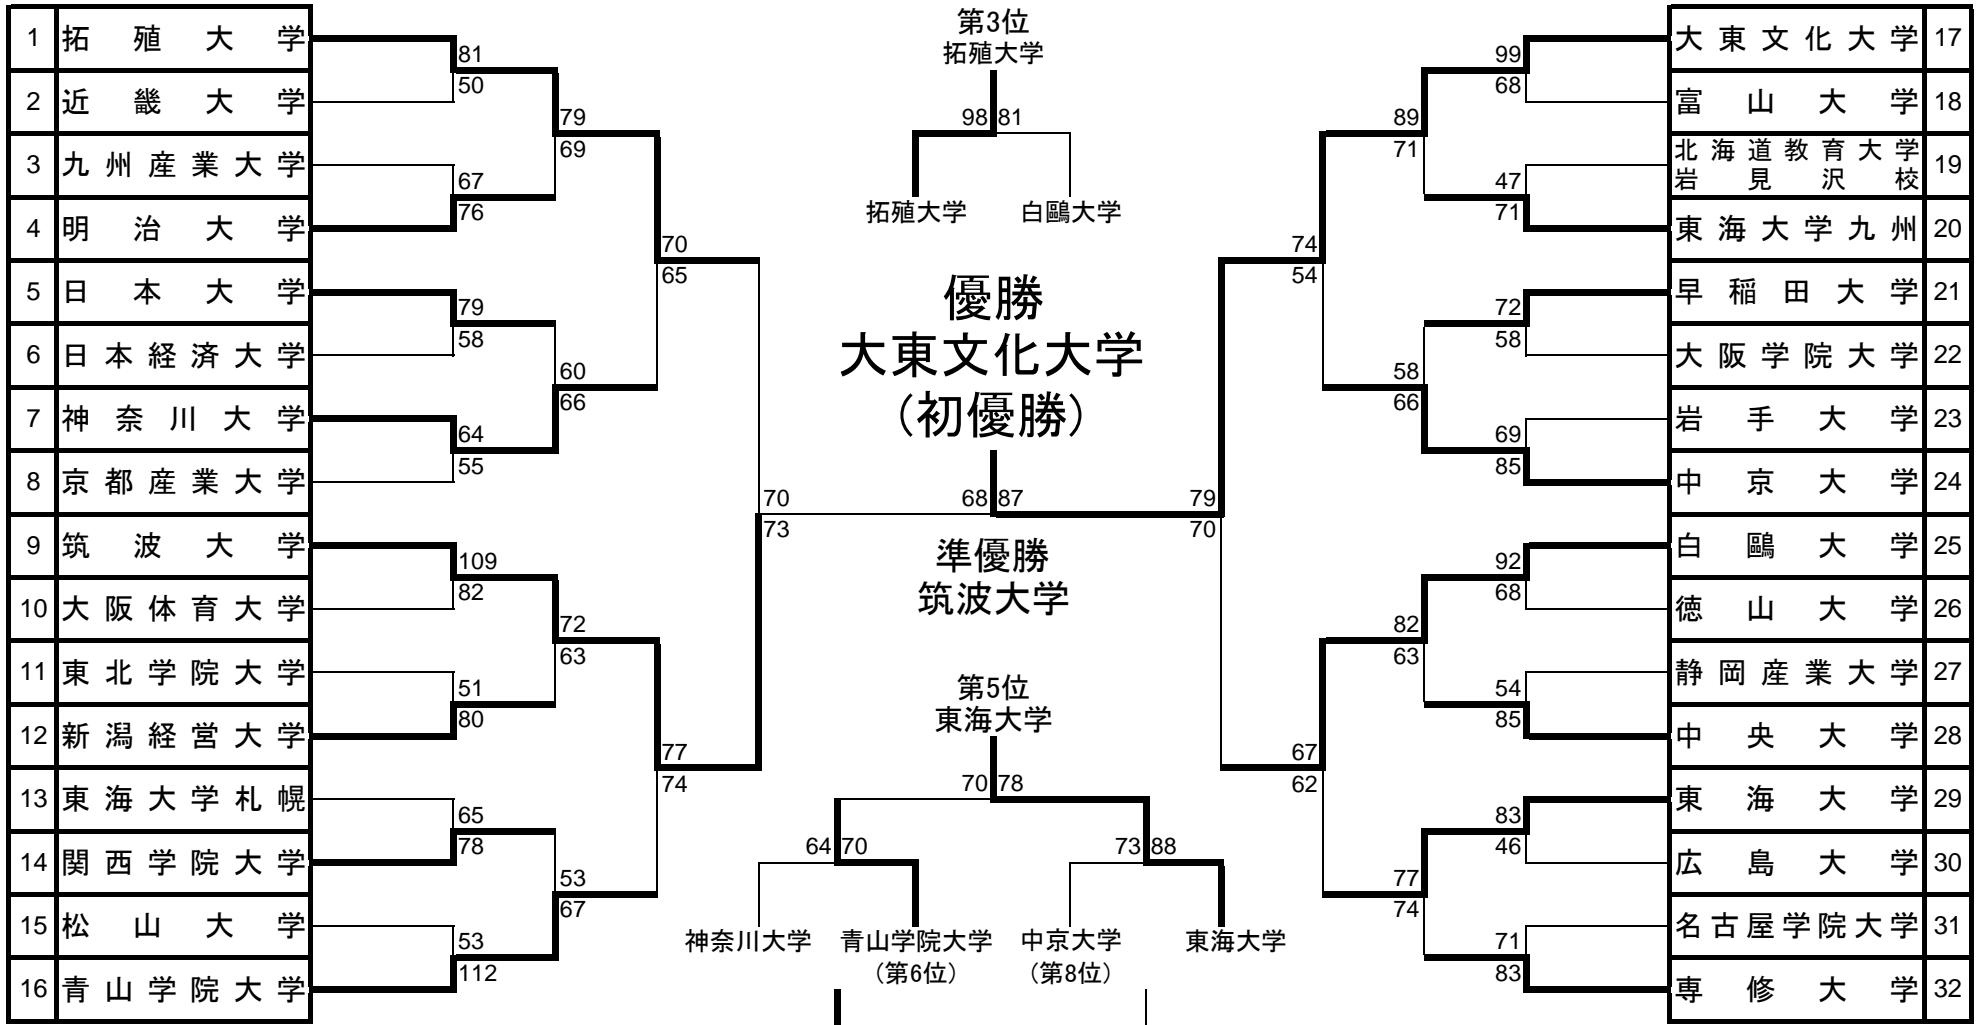 1 拓殖大学
2 近畿大学
3 九州産業大学
4 明治大学
5 日本大学
6 日本経済大学
7 神奈川大学
8 京都産業大学
9 筑波大学
10 大阪体育大学
11 東北学院大学
12 新潟経営大学
13 東海大学札幌
14 関西学院大学
15 松山大学
16 青山学院大学
81
50
67
76
79
58
64
55
109
82
51
80
65
78
53
112
79
69
60
66
72
63
53
67
70
65
77
74
70
73
第3位
拓殖大学
98 81
拓殖大学 白鷗大学
優勝
大東文化大学
(初優勝)
68 87
準優勝
筑波大学
第5位
東海大学
70 78
64 70
73 88
神奈川大学 青山学院大学 中京大学 東海大学
(第6位) (第8位)
79
70
74
54
67
62
89
71
58
66
82
63
77
74
99
68
47
71
72
58
69
85
92
68
54
85
83
46
71
83
大東文化大学 17
富山大学 18
北海道教育大学
岩見沢校 19
東海大学九州 20
早稲田大学 21
大阪学院大学 22
岩手大学 23
中京大学 24
白鷗大学 25
徳山大学 26
静岡産業大学 27
中央大学 28
東海大学 29
広島大学 30
名古屋学院大学 31
専修大学 32